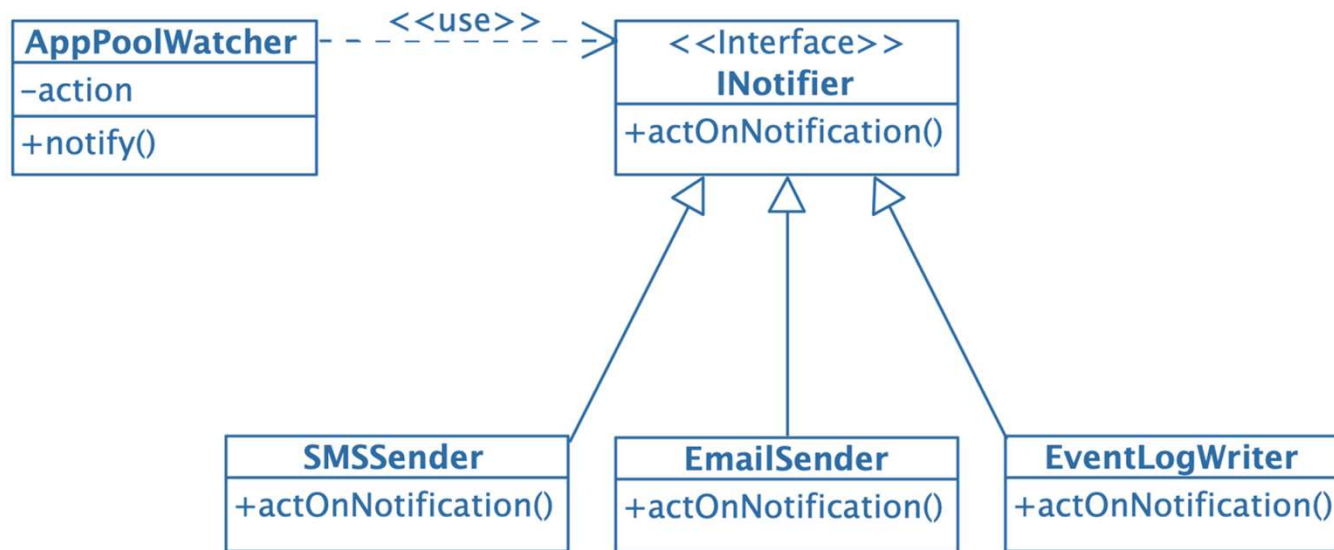 AppPoolWatcher
-action
+notify()
<<use>>
<<Interface>>
INotifier
+actOnNotification()
SMSSender
+actOnNotification()
EmailSender
+actOnNotification()
EventLogWriter
+actOnNotification()